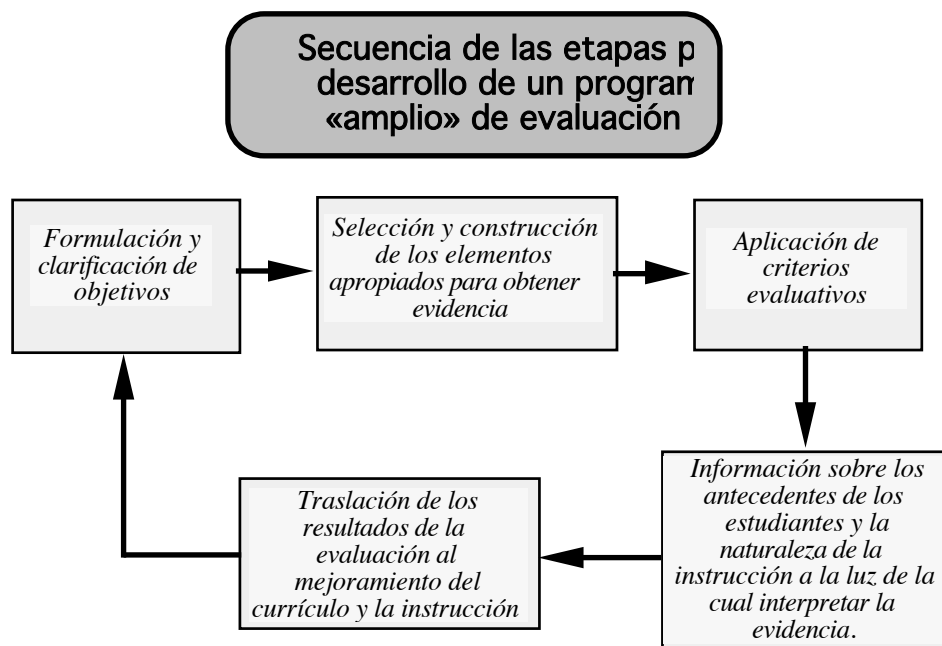 Secuencia de las etapas p
desarrollo de un program
«amplio» de evaluación
Formulación y
clarificación de
objetivos
Selección y construcción
de los elementos
apropiados para obtener
evidencia
Aplicación de
criterios
evaluativos
Información sobre los
antecedentes de los
estudiantes y la
naturaleza de la
instrucción a la luz de la
cual interpretar la
evidencia.
Traslación de los
resultados de la
evaluación al
mejoramiento del
currículo y la instrucción